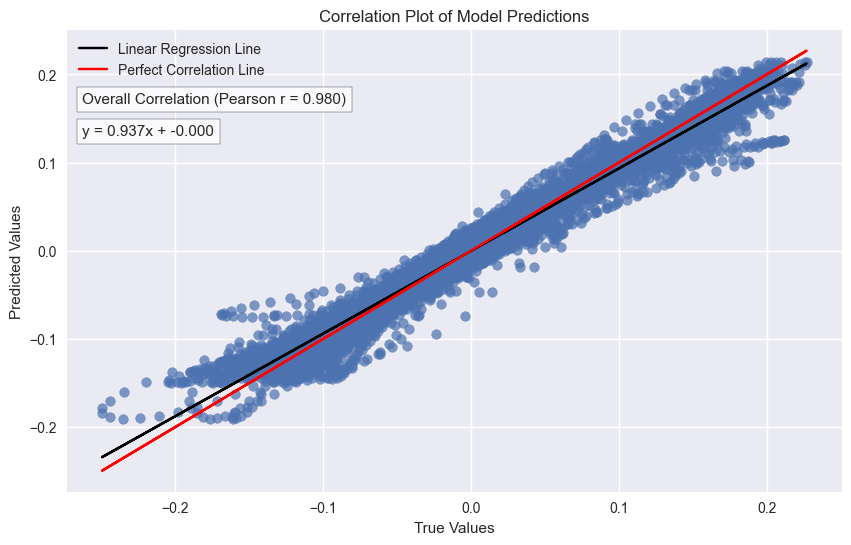 Correlation Plot of Model Predictions
Linear Regression Line
Perfect Correlation Line
Overall Correlation (Pearson r = 0.980)
y = 0.937x + -0.000
Predicted Values
0.2
0.1
0.0
−0.1
−0.2
−0.2 −0.1 0.0 0.1 0.2
True Values